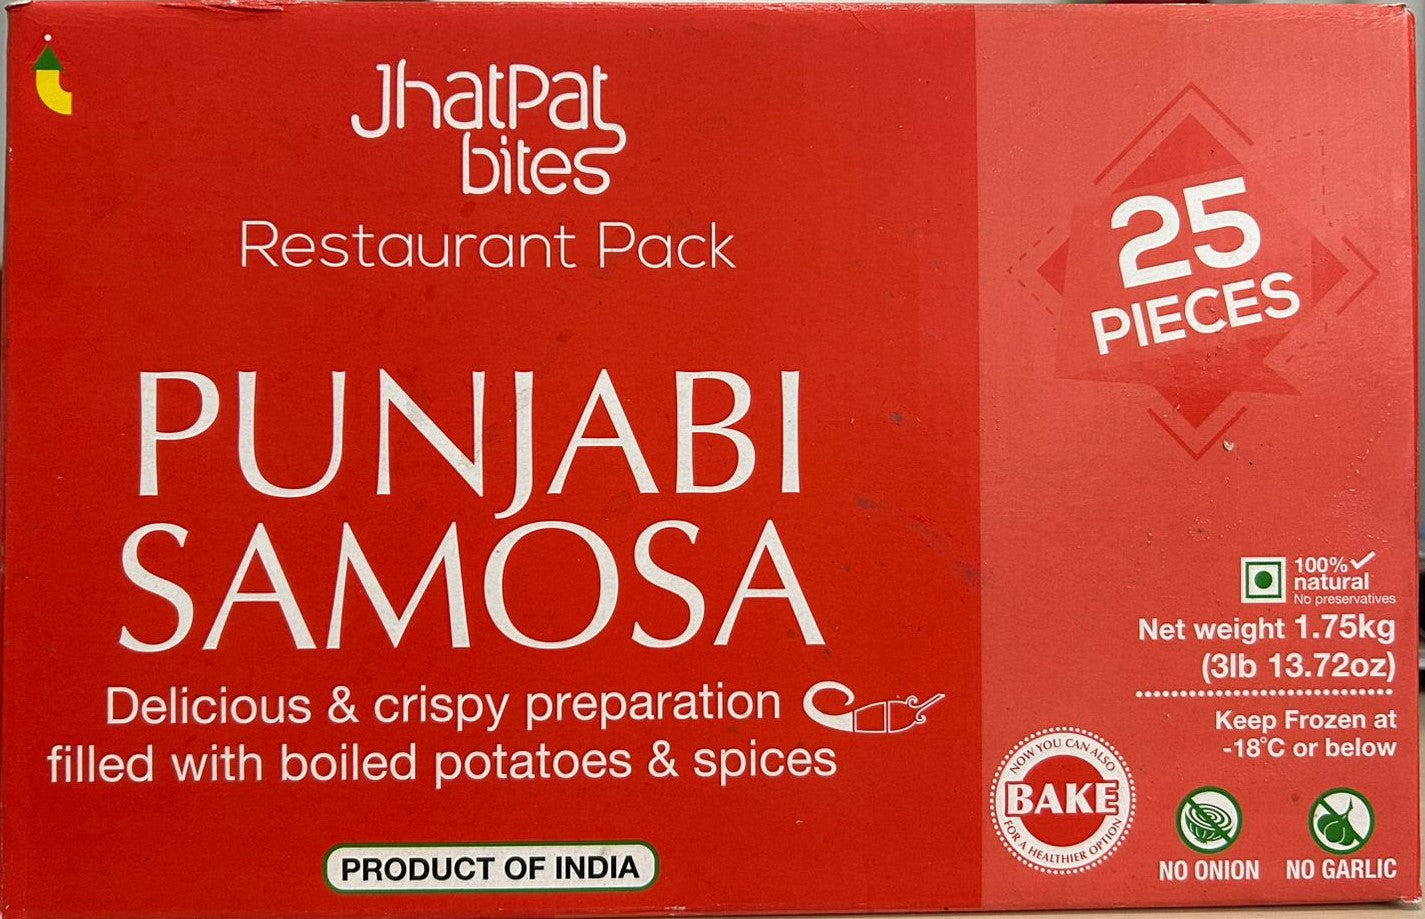 JhatPat
bites
Restaurant Pack
PUNJABI
SAMOSA
Delicious & crispy preparation
filled with boiled potatoes & spices
PRODUCT OF INDIA
25
PIECES
100%
natural
No preservatives
Net weight 1.75kg
(3lb 13.72oz)
Keep Frozen at
-18°C or below
NOW YOU CAN ALSO
BAKE
FOR A HEALTHIER OPTION
NO ONION
NO GARLIC